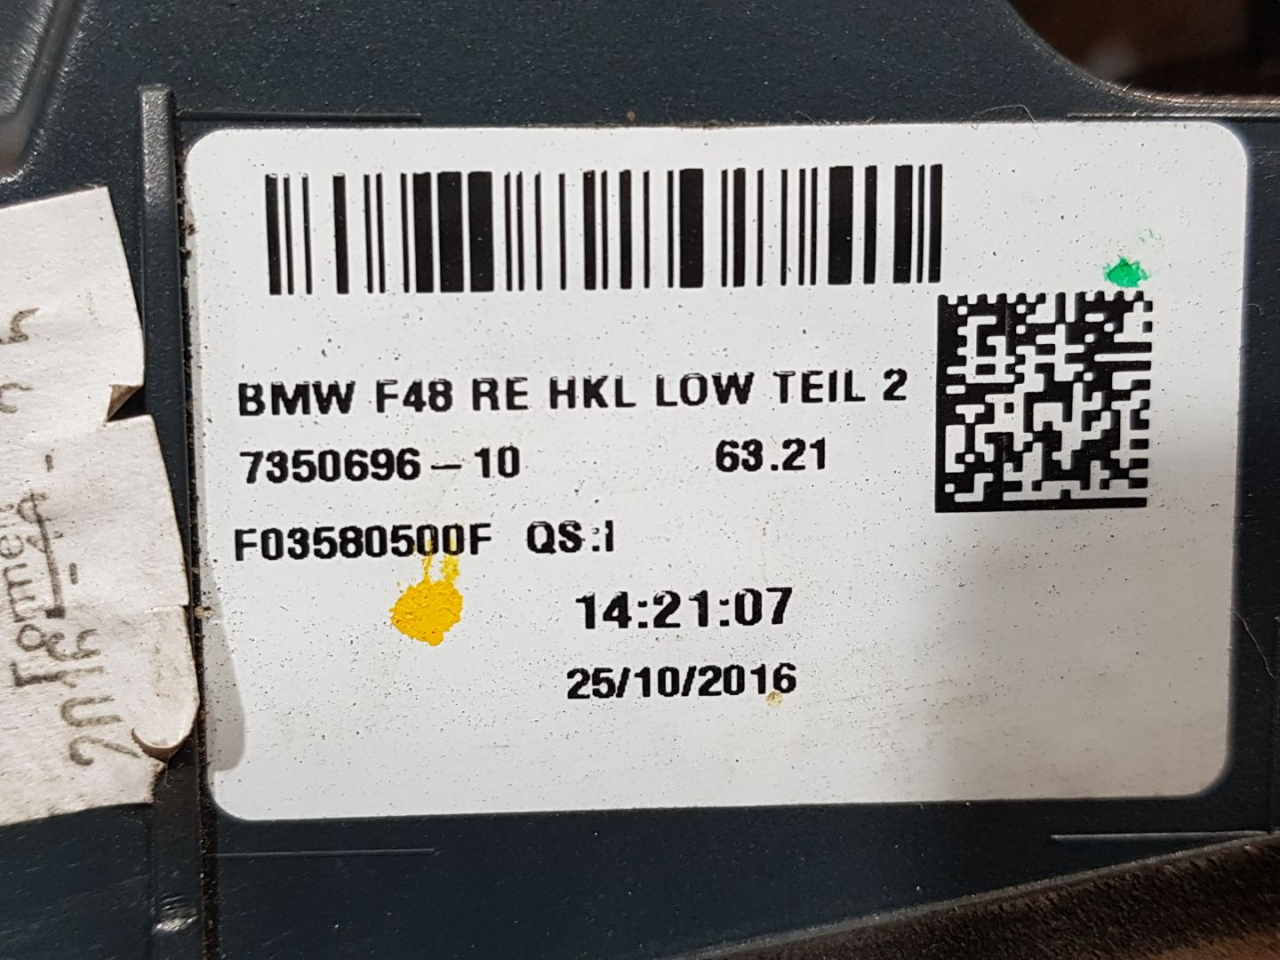 BMW F48 RE HKL LOW TEIL 2
7350696-10 63.21
F03580500F QS:I
14:21:07
25/10/2016